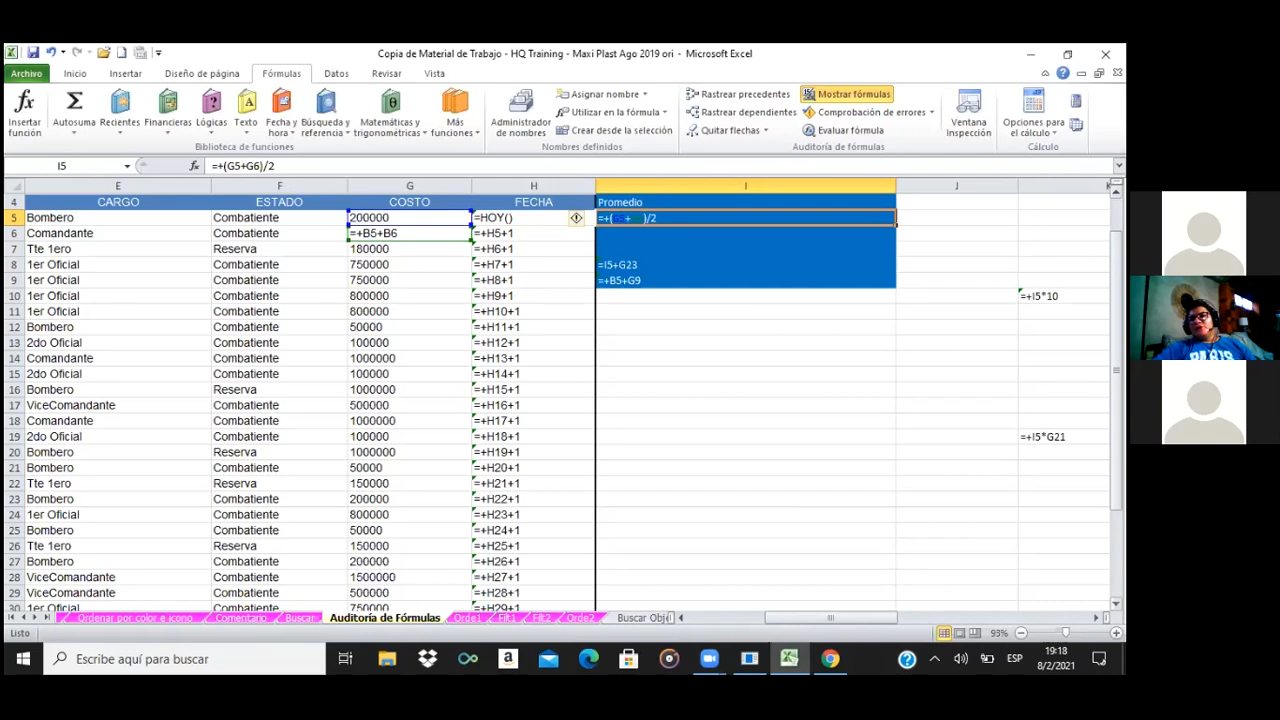 Copia de Material de Trabajo - HQ Training - Maxi Plast Ago 2019 ori - Microsoft Excel
Archivo Inicio Insertar Diseño de página Fórmulas Datos Revisar Vista
Insertar función
Autosuma
Recientes
Financieras
Lógicas
Texto
Fecha y hora
Búsqueda y referencia
Matemáticas y trigonométricas
Más funciones
Biblioteca de funciones
Administrador de nombres
Asignar nombre
Utilizar en la fórmula
Crear desde la selección
Nombres definidos
Rastrear precedentes
Rastrear dependientes
Quitar flechas
Mostrar fórmulas
Comprobación de errores
Evaluar fórmula
Auditoría de fórmulas
Ventana Inspección
Opciones para el cálculo
Cálculo
I5 fx =+(G5+G6)/2
E F G H I J K
4 CARGO ESTADO COSTO FECHA Promedio
5 Bombero Combatiente 200000 =HOY() =+(G5+ )/2
6 Comandante Combatiente =+B5+B6 =+H5+1
7 Tte 1ero Reserva 180000 =+H6+1
8 1er Oficial Combatiente 750000 =+H7+1 =I5+G23
9 1er Oficial Combatiente 750000 =+H8+1 =+B5+G9
10 1er Oficial Combatiente 800000 =+H9+1 =+I5*10
11 1er Oficial Combatiente 800000 =+H10+1
12 Bombero Combatiente 50000 =+H11+1
13 2do Oficial Combatiente 100000 =+H12+1
14 Comandante Combatiente 1000000 =+H13+1
15 2do Oficial Combatiente 100000 =+H14+1
16 Bombero Reserva 1000000 =+H15+1
17 ViceComandante Combatiente 500000 =+H16+1
18 Comandante Combatiente 1000000 =+H17+1
19 2do Oficial Combatiente 100000 =+H18+1 =+I5*G21
20 Bombero Reserva 1000000 =+H19+1
21 Bombero Combatiente 50000 =+H20+1
22 Tte 1ero Reserva 150000 =+H21+1
23 Bombero Combatiente 200000 =+H22+1
24 1er Oficial Combatiente 800000 =+H23+1
25 Bombero Combatiente 50000 =+H24+1
26 Tte 1ero Reserva 150000 =+H25+1
27 Bombero Combatiente 200000 =+H26+1
28 ViceComandante Combatiente 1500000 =+H27+1
29 ViceComandante Combatiente 500000 =+H28+1
30 1er Oficial Combatiente 750000 =+H29+1
Ordenar por color e icono Comentario Buscar Auditoría de Fórmulas Orde1 Filt1 Filt2 Orde2 Buscar Obj
Listo 93%
Escribe aquí para buscar
ESP
19:18
8/2/2021
PARIS